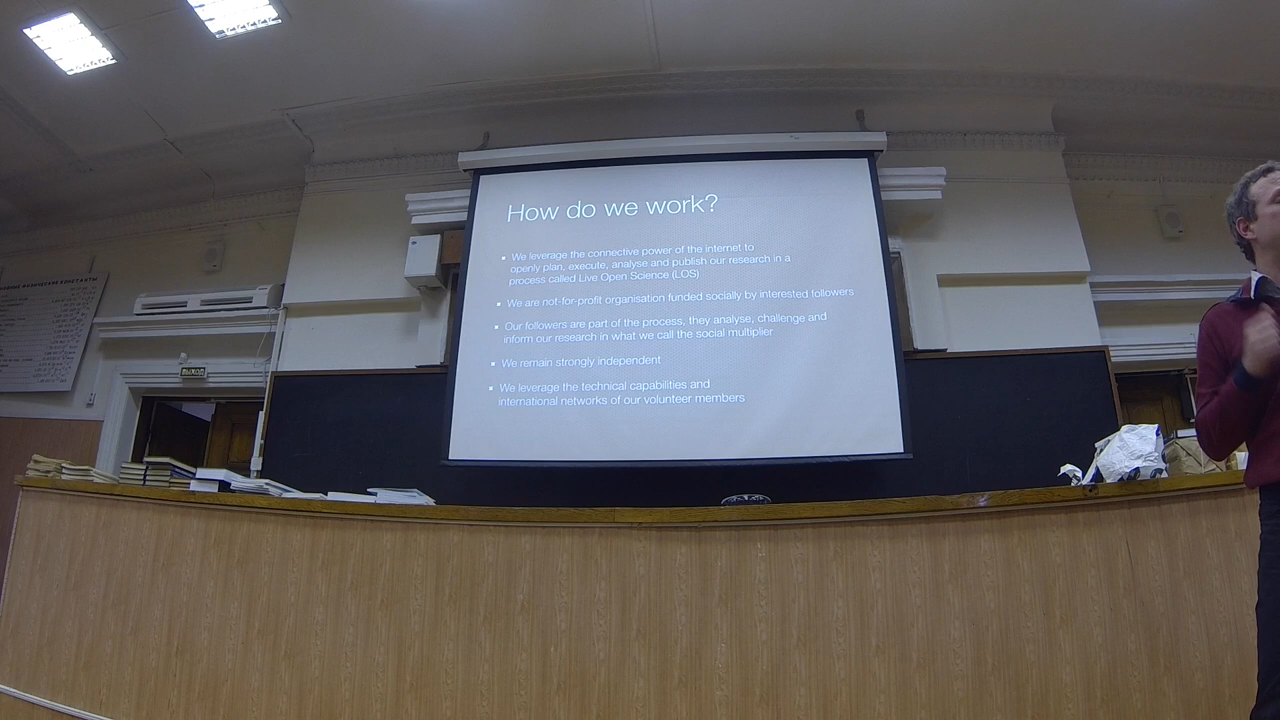 How do we work?
We leverage the connective power of the internet to
openly plan, execute, analyse and publish our research in a
process called Live Open Science (LOS)
We are not-for-profit organisation funded socially by interested followers
Our followers are part of the process, they analyse, challenge and
inform our research in what we call the social multiplier
We remain strongly independent
We leverage the technical capabilities and
international networks of our volunteer members
ФИЗИЧЕСКИЕ КОНСТАНТЫ
ВЫХОД